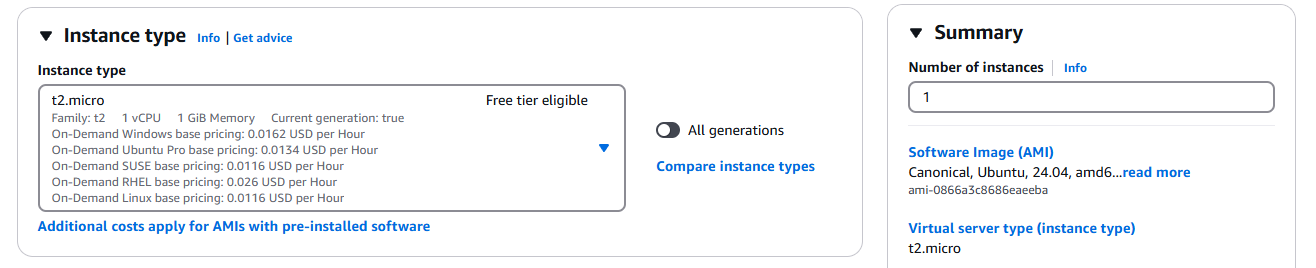 Instance type Info | Get advice
Instance type
t2.micro Free tier eligible
Family: t2 1 vCPU 1 GiB Memory Current generation: true
On-Demand Windows base pricing: 0.0162 USD per Hour
On-Demand Ubuntu Pro base pricing: 0.0134 USD per Hour
On-Demand SUSE base pricing: 0.0116 USD per Hour
On-Demand RHEL base pricing: 0.026 USD per Hour
On-Demand Linux base pricing: 0.0116 USD per Hour
Additional costs apply for AMIs with pre-installed software
All generations
Compare instance types
Summary
Number of instances | Info
1
Software Image (AMI)
Canonical, Ubuntu, 24.04, amd6...read more
ami-0866a3c8686eaeeba
Virtual server type (instance type)
t2.micro